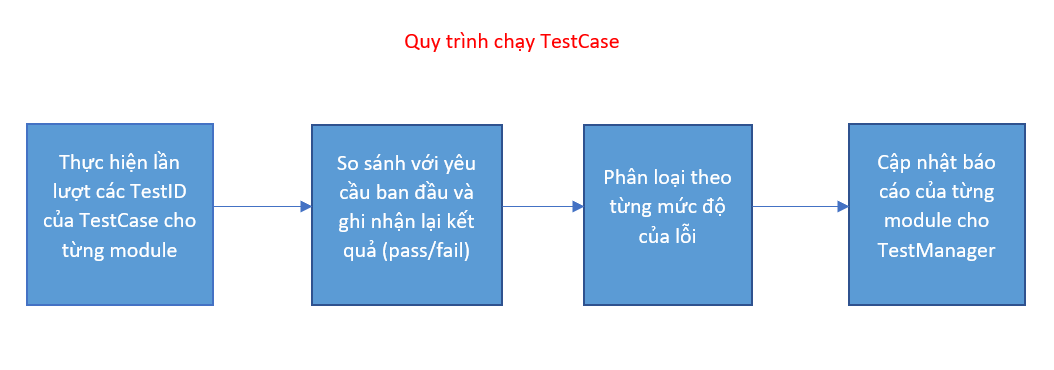 Quy trình chạy TestCase
Thực hiện lần
lượt các TestID
của TestCase cho
từng module
So sánh với yêu
cầu ban đầu và
ghi nhận lại kết
quả (pass/fail)
Phân loại theo
từng mức độ
của lỗi
Cập nhật báo
cáo của từng
module cho
TestManager